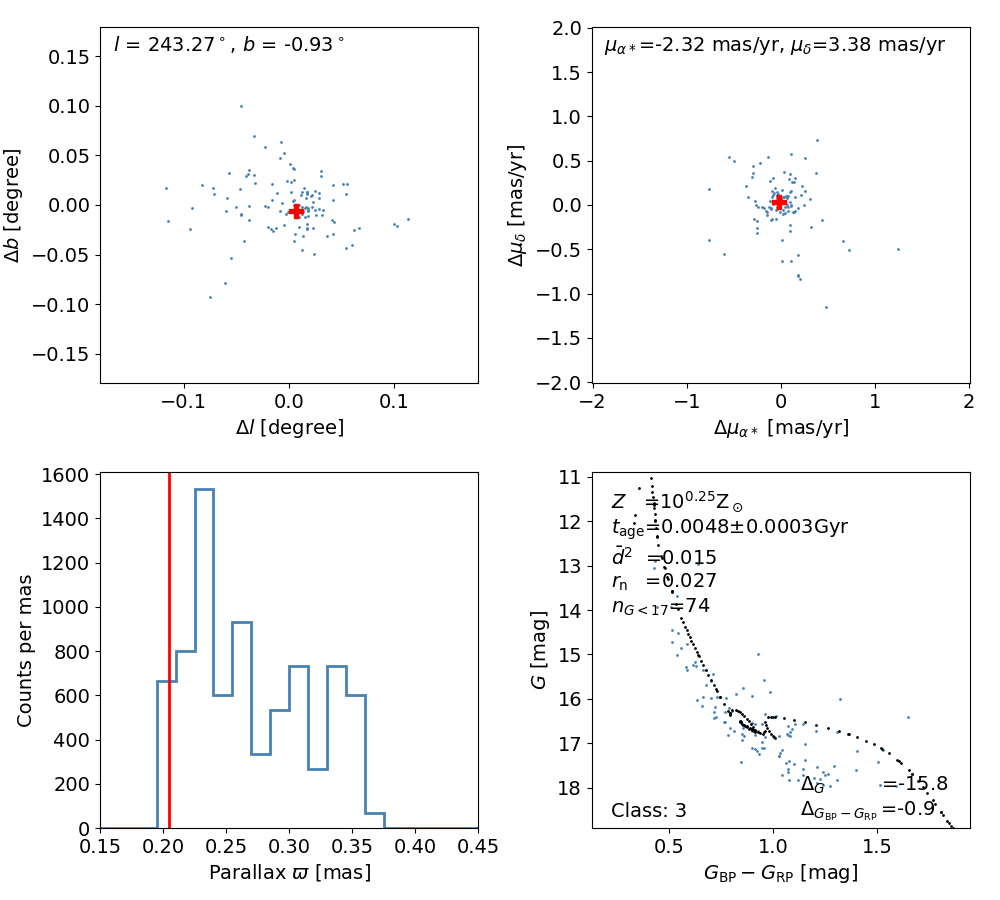 l = 243.27°, b = -0.93°
0.15
0.10
0.05
0.00
−0.05
−0.10
−0.15
Δb [degree]
−0.1 0.0 0.1
Δl [degree]
μα*=-2.32 mas/yr, μδ=3.38 mas/yr
2.0
1.5
1.0
0.5
0.0
−0.5
−1.0
−1.5
−2.0
Δμδ [mas/yr]
−2 −1 0 1 2
Δμα* [mas/yr]
1600
1400
1200
1000
800
600
400
200
0
Counts per mas
0.15 0.20 0.25 0.30 0.35 0.40 0.45
Parallax ϖ [mas]
Z =10^0.25 Z⊙
t_age=0.0048±0.0003Gyr
d̄² =0.015
r_n =0.027
n_G<17=74
11
12
13
14
15
16
17
18
G [mag]
Δ_G =-15.8
Class: 3
Δ_GBP−GRP =-0.9
0.5 1.0 1.5
G_BP − G_RP [mag]